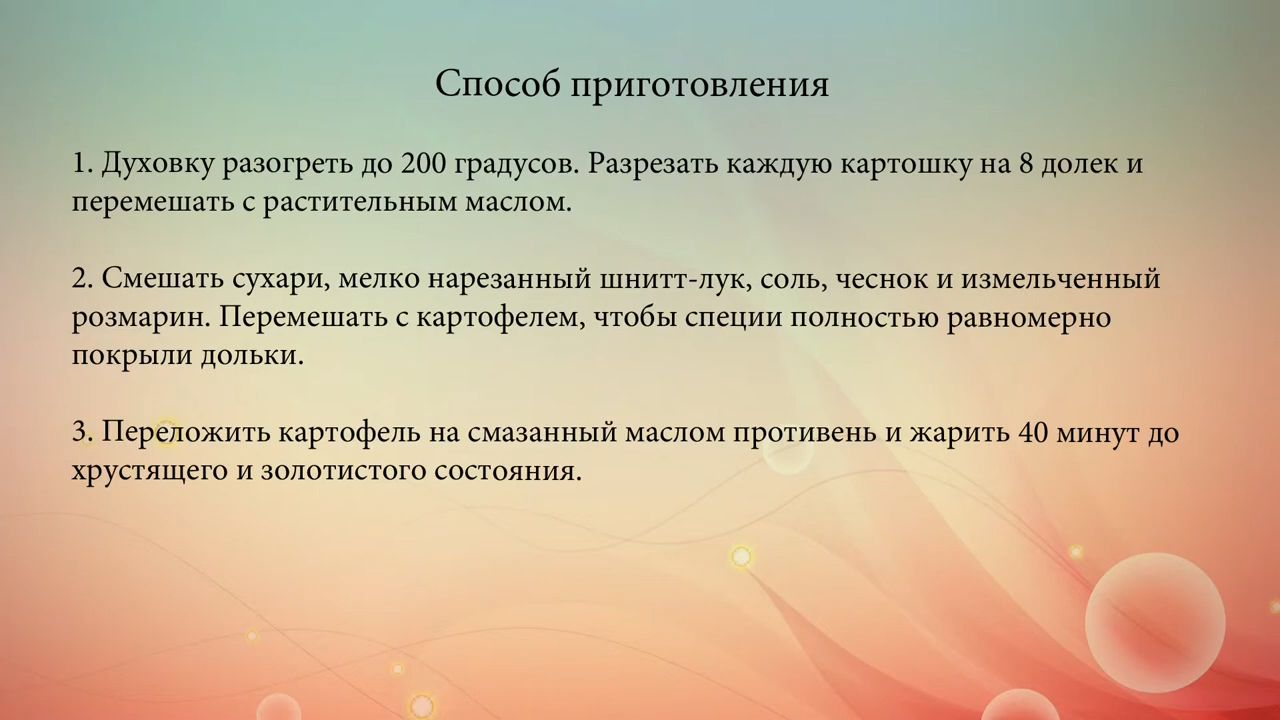 Способ приготовления
1. Духовку разогреть до 200 градусов. Разрезать каждую картошку на 8 долек и
перемешать с растительным маслом.
2. Смешать сухари, мелко нарезанный шнитт-лук, соль, чеснок и измельченный
розмарин. Перемешать с картофелем, чтобы специи полностью равномерно
покрыли дольки.
3. Переложить картофель на смазанный маслом противень и жарить 40 минут до
хрустящего и золотистого состояния.